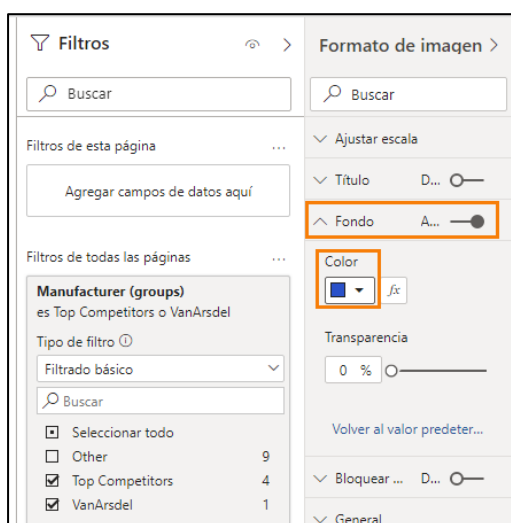 Filtros
Buscar
Filtros de esta página ...
Agregar campos de datos aquí
Filtros de todas las páginas ...
Manufacturer (groups)
es Top Competitors o VanArsdel
Tipo de filtro
Filtrado básico
Buscar
Seleccionar todo
Other 9
Top Competitors 4
VanArsdel 1
Formato de imagen
Buscar
Ajustar escala
Título D...
Fondo A...
Color
fx
Transparencia
0 %
Volver al valor predeter...
Bloquear ... D...
General